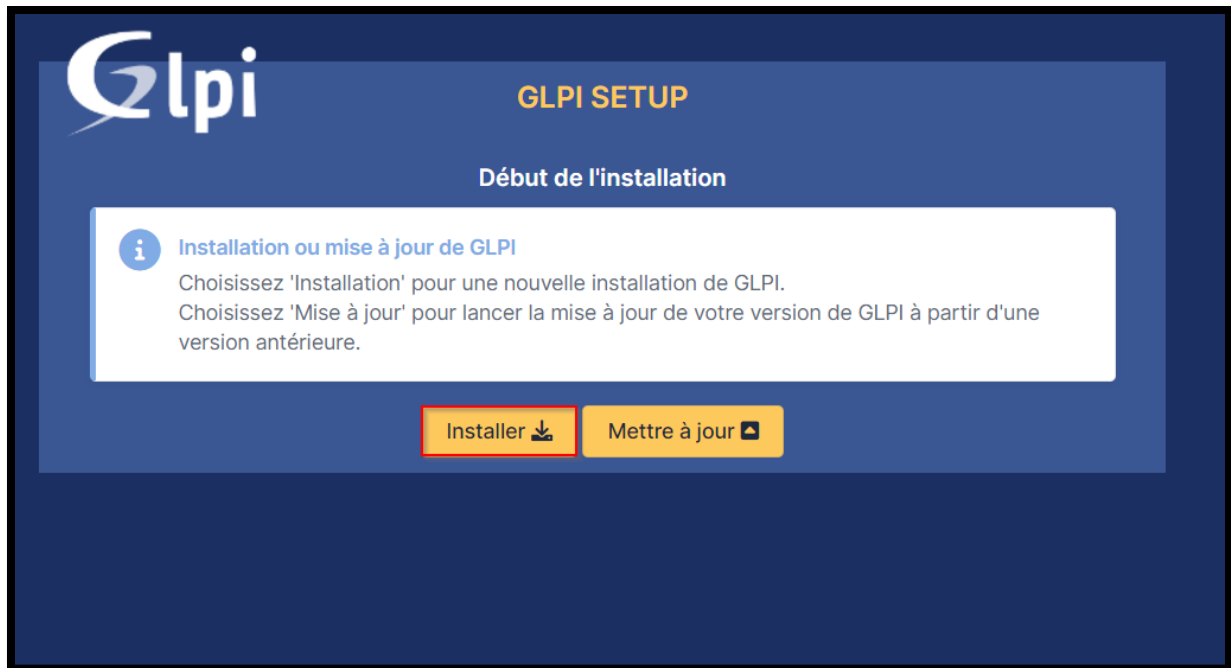 Glpi
GLPI SETUP
Début de l'installation
Installation ou mise à jour de GLPI
Choisissez 'Installation' pour une nouvelle installation de GLPI.
Choisissez 'Mise à jour' pour lancer la mise à jour de votre version de GLPI à partir d'une
version antérieure.
Installer
Mettre à jour